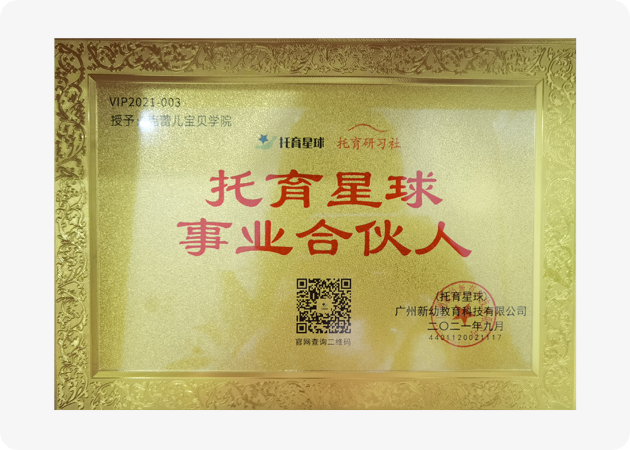 VIP2021-003
授予：蓓蕾儿宝贝学院
托育星球 托育研习社
托育星球
事业合伙人
官网查询二维码
(托育星球)
广州新幼教育科技有限公司
二〇二一年九月
4401120021117